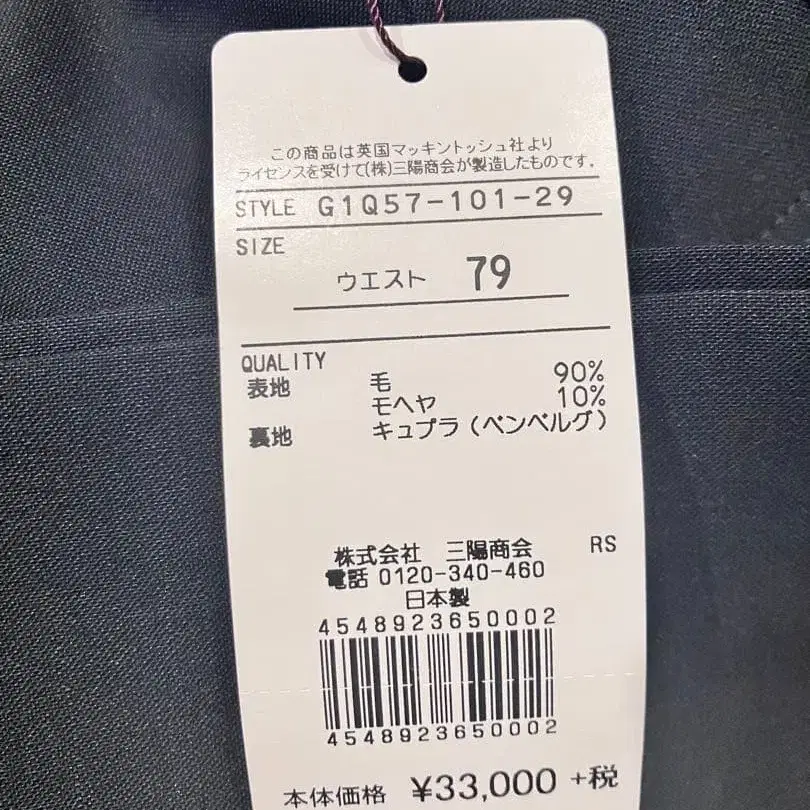 この商品は英国マッキントッシュ社より
ライセンスを受けて(株)三陽商会が製造したものです。
STYLE G1Q57-101-29
SIZE
ウエスト 79
QUALITY
表地 毛 90%
モヘヤ 10%
裏地 キュプラ(ベンベルグ)
株式会社 三陽商会 RS
電話 0120-340-460
日本製
4548923650002
4548923650002
本体価格 ¥33,000 +税